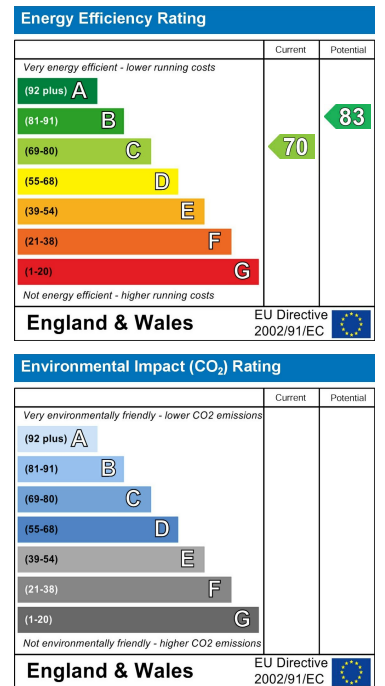 Energy Efficiency Rating
Current Potential
Very energy efficient - lower running costs
(92 plus) A
(81-91) B
83
(69-80) C
70
(55-68) D
(39-54) E
(21-38) F
(1-20) G
Not energy efficient - higher running costs
England & Wales
EU Directive
2002/91/EC
Environmental Impact (CO₂) Rating
Current Potential
Very environmentally friendly - lower CO2 emissions
(92 plus) A
(81-91) B
(69-80) C
(55-68) D
(39-54) E
(21-38) F
(1-20) G
Not environmentally friendly - higher CO2 emissions
England & Wales
EU Directive
2002/91/EC